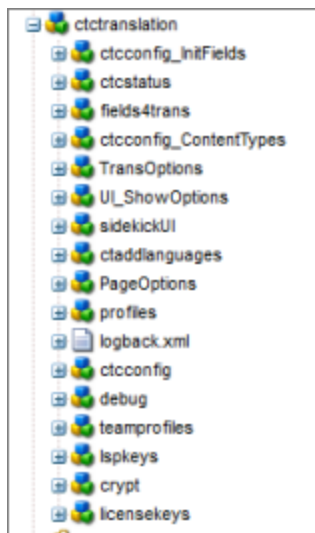 ctctranslation
ctcconfig_InitFields
ctcstatus
fields4trans
ctcconfig_ContentTypes
TransOptions
UI_ShowOptions
sidekickUI
ctaddlanguages
PageOptions
profiles
logback.xml
ctcconfig
debug
teamprofiles
lspkeys
crypt
licensekeys